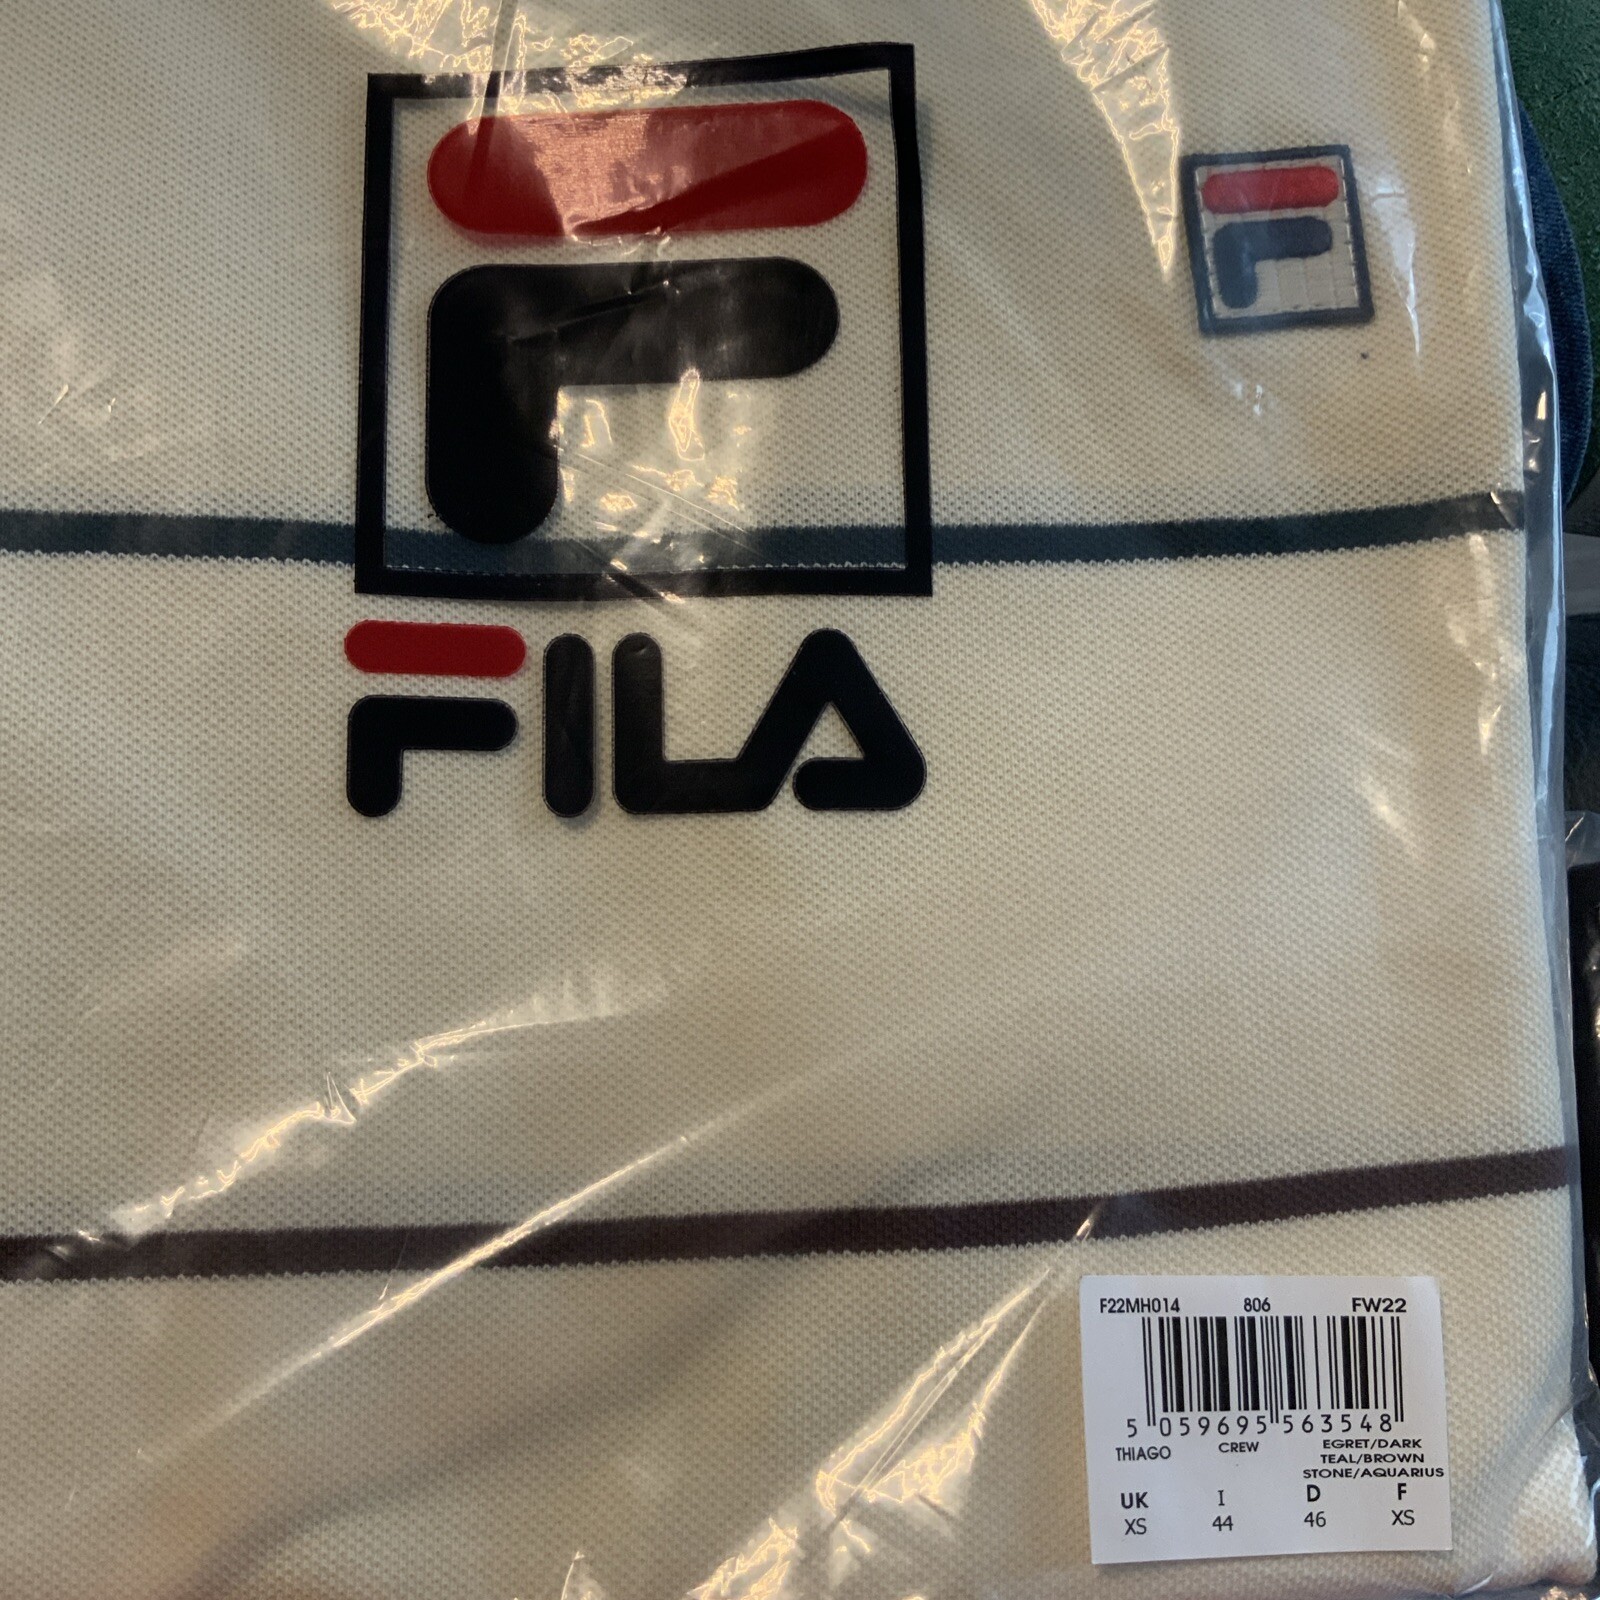 F
F
FILA
F22MH014 806 FW22
5 059695 563548
THIAGO CREW EGRET/DARK
TEAL/BROWN
STONE/AQUARIUS
UK I D F
XS 44 46 XS